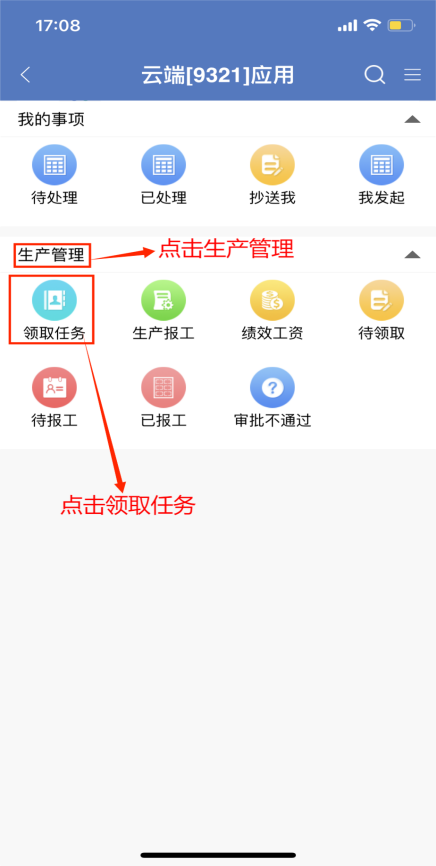 17:08
云端[9321]应用
我的事项
待处理 已处理 抄送我 我发起
生产管理 点击生产管理
领取任务 生产报工 绩效工资 待领取
待报工 已报工 审批不通过
点击领取任务